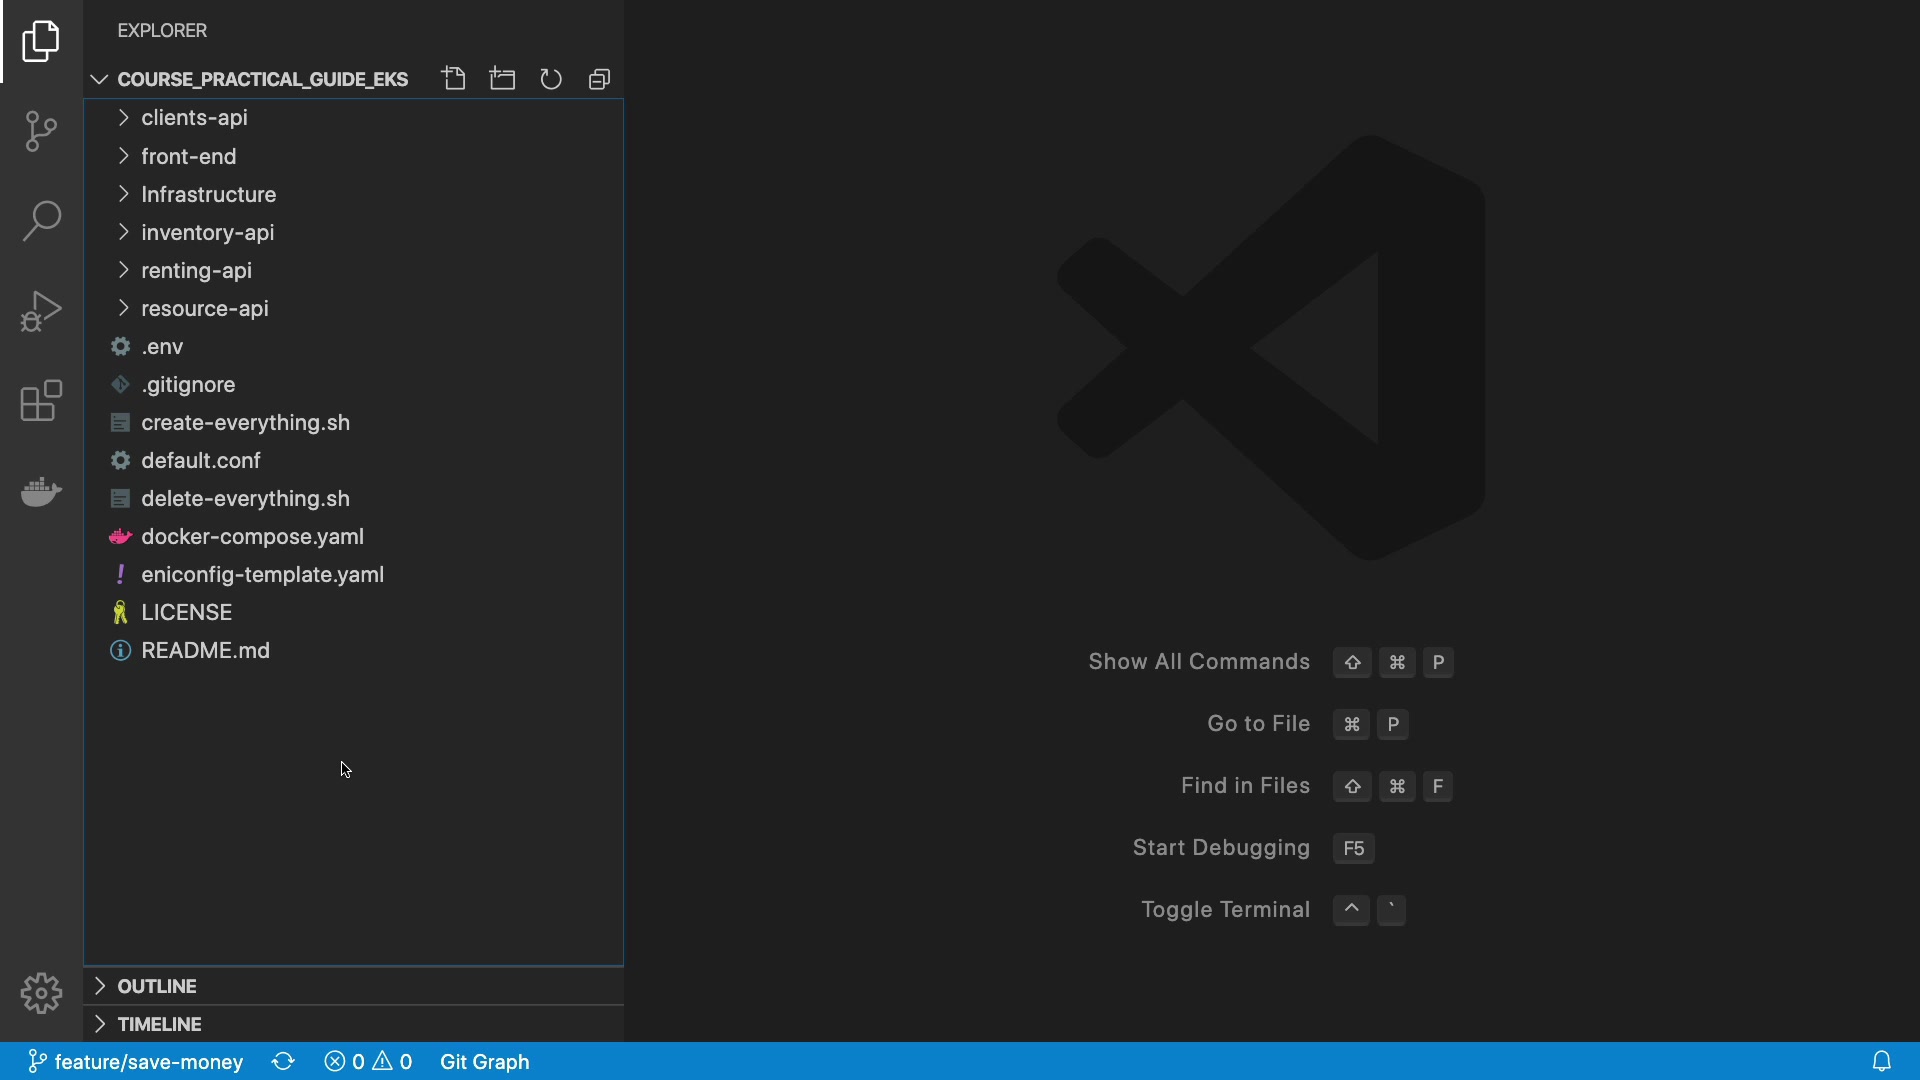 EXPLORER
COURSE_PRACTICAL_GUIDE_EKS
clients-api
front-end
Infrastructure
inventory-api
renting-api
resource-api
.env
.gitignore
create-everything.sh
default.conf
delete-everything.sh
docker-compose.yaml
eniconfig-template.yaml
LICENSE
README.md
OUTLINE
TIMELINE
Show All Commands ⇧ ⌘ P
Go to File ⌘ P
Find in Files ⇧ ⌘ F
Start Debugging F5
Toggle Terminal ^ `
feature/save-money 0 0 Git Graph